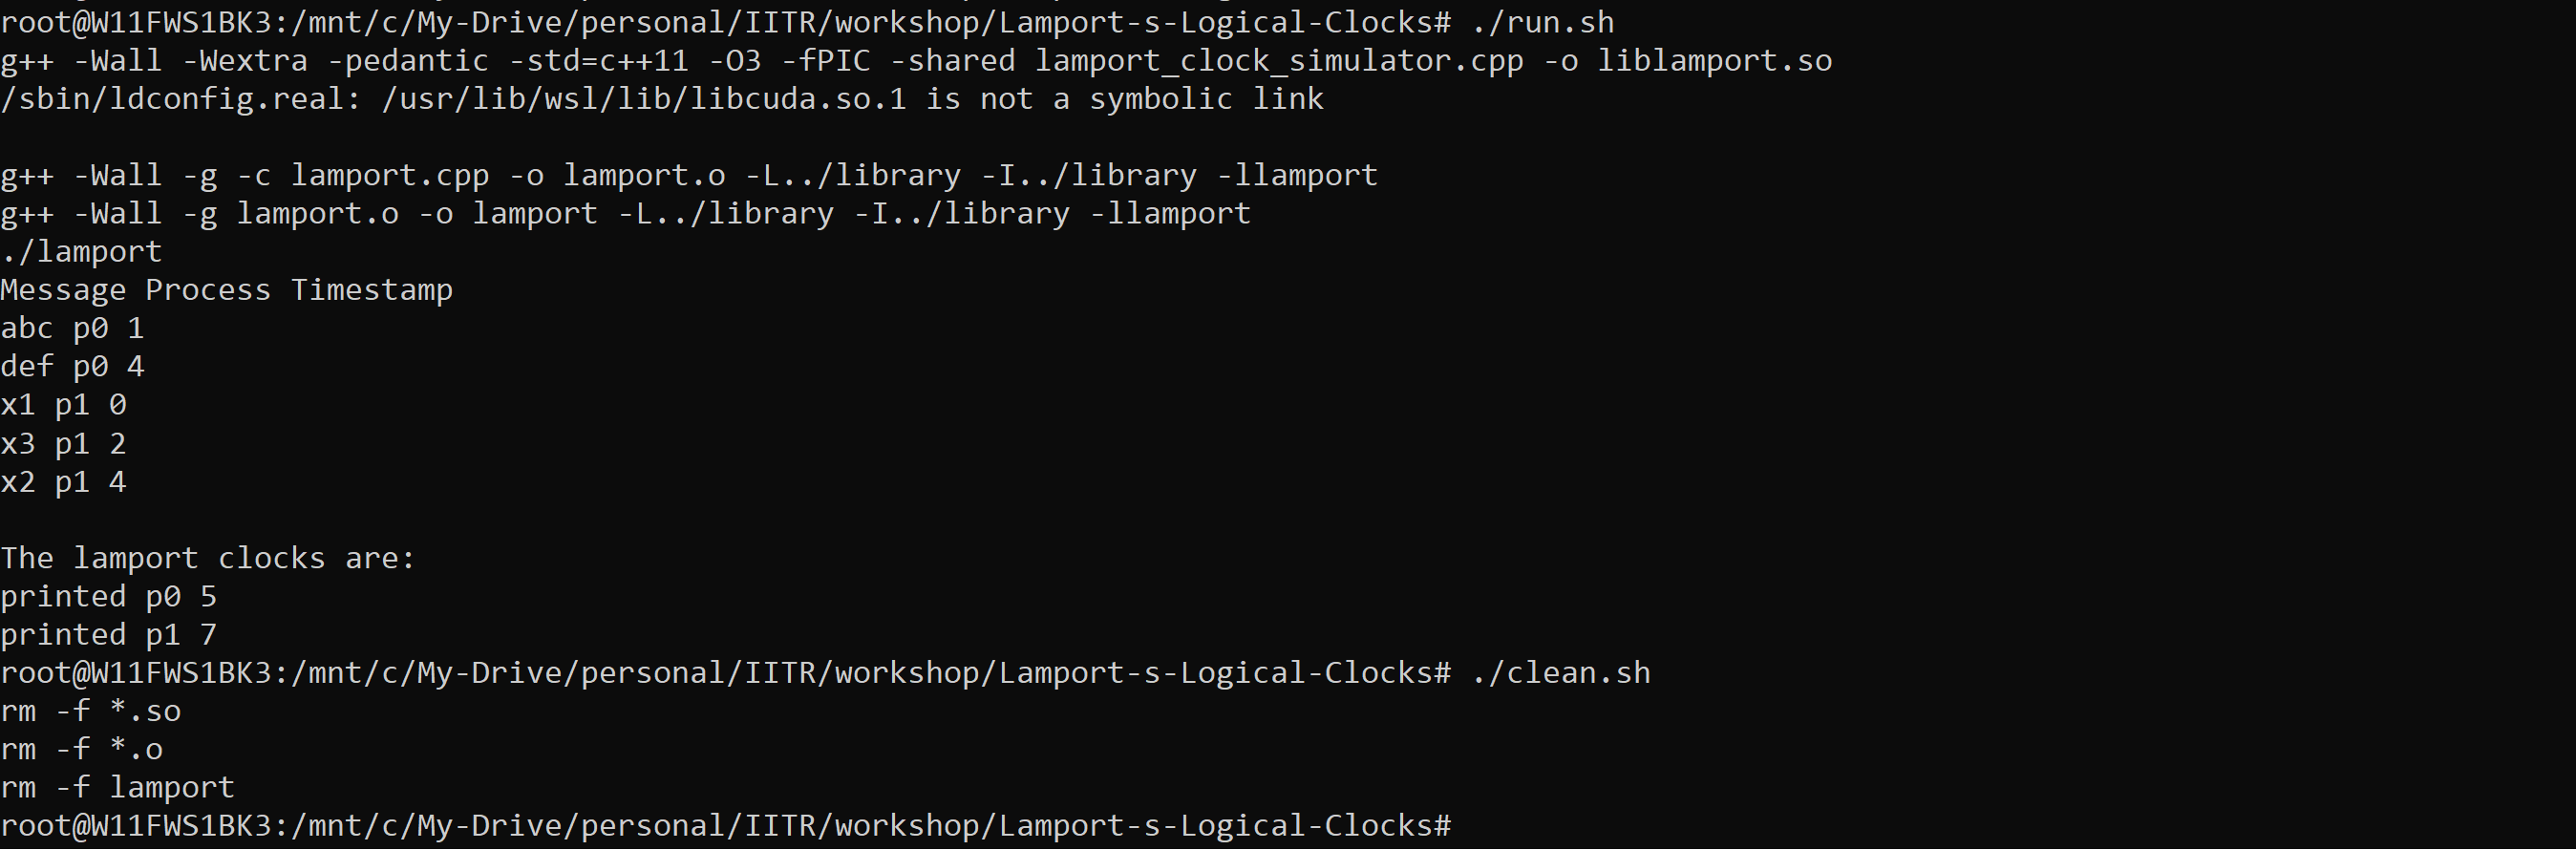 root@W11FWS1BK3:/mnt/c/My-Drive/personal/IITR/workshop/Lamport-s-Logical-Clocks# ./run.sh
g++ -Wall -Wextra -pedantic -std=c++11 -O3 -fPIC -shared lamport_clock_simulator.cpp -o liblamport.so
/sbin/ldconfig.real: /usr/lib/wsl/lib/libcuda.so.1 is not a symbolic link
g++ -Wall -g -c lamport.cpp -o lamport.o -L../library -I../library -llamport
g++ -Wall -g lamport.o -o lamport -L../library -I../library -llamport
./lamport
Message Process Timestamp
abc p0 1
def p0 4
x1 p1 0
x3 p1 2
x2 p1 4
The lamport clocks are:
printed p0 5
printed p1 7
root@W11FWS1BK3:/mnt/c/My-Drive/personal/IITR/workshop/Lamport-s-Logical-Clocks# ./clean.sh
rm -f *.so
rm -f *.o
rm -f lamport
root@W11FWS1BK3:/mnt/c/My-Drive/personal/IITR/workshop/Lamport-s-Logical-Clocks#